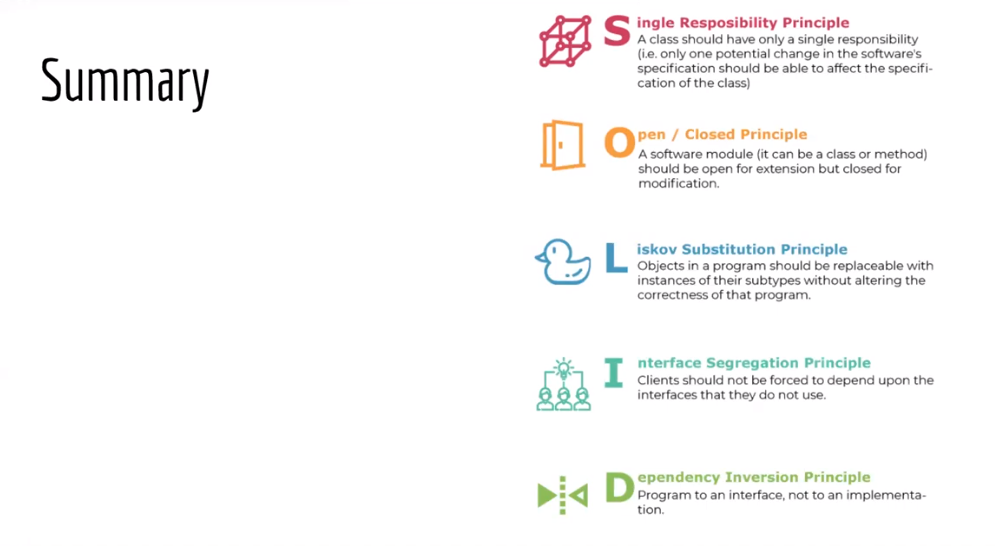 Summary
Single Resposibility Principle
A class should have only a single responsibility
(i.e. only one potential change in the software's
specification should be able to affect the specifi-
cation of the class)
Open / Closed Principle
A software module (it can be a class or method)
should be open for extension but closed for
modification.
Liskov Substitution Principle
Objects in a program should be replaceable with
instances of their subtypes without altering the
correctness of that program.
Interface Segregation Principle
Clients should not be forced to depend upon the
interfaces that they do not use.
Dependency Inversion Principle
Program to an interface, not to an implementa-
tion.